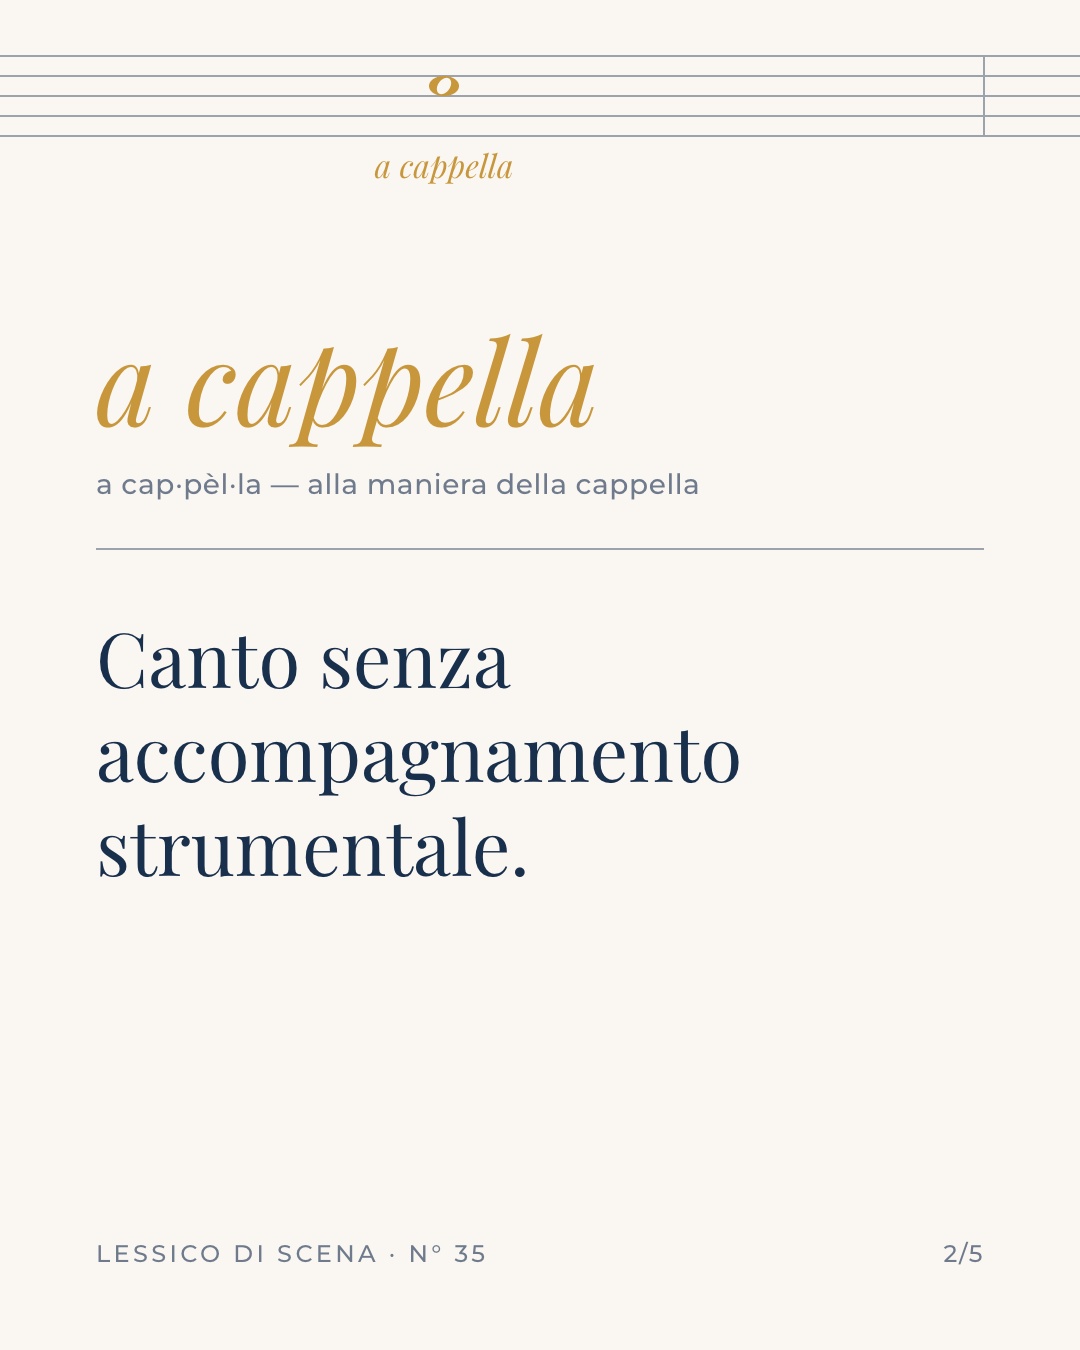 a cappella
a cappella
a cap·pèl·la — alla maniera della cappella
Canto senza
accompagnamento
strumentale.
LESSICO DI SCENA · N° 35
2/5